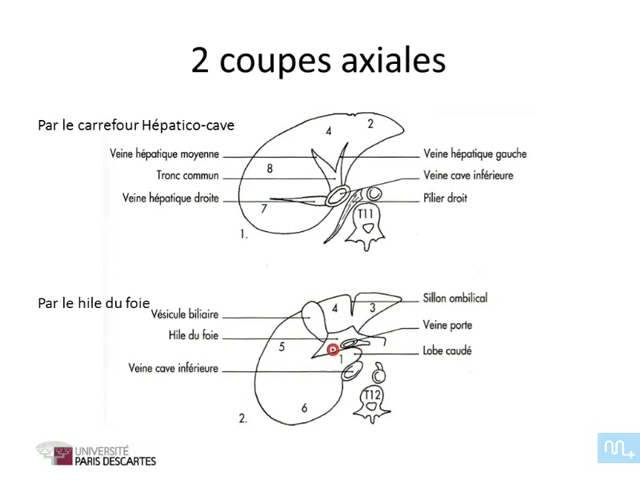 2 coupes axiales
Par le carrefour Hépatico-cave
4
2
Veine hépatique moyenne
Veine hépatique gauche
8
Tronc commun
Veine cave inférieure
Veine hépatique droite
Pilier droit
7
T11
1.
Par le hile du foie
Vésicule biliaire
4
3
Sillon ombilical
Hile du foie
Veine porte
5
1
Lobe caudé
Veine cave inférieure
T12
6
2.
UNIVERSITÉ
PARIS DESCARTES